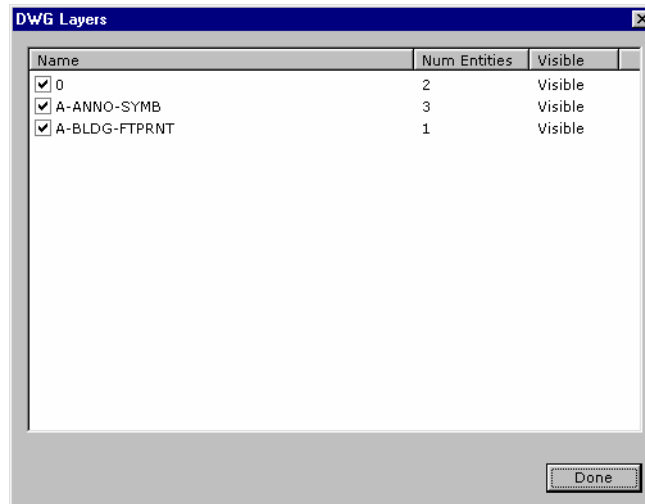 DWG Layers
Name Num Entities Visible
0 2 Visible
A-ANNO-SYMB 3 Visible
A-BLDG-FTPRNT 1 Visible
Done